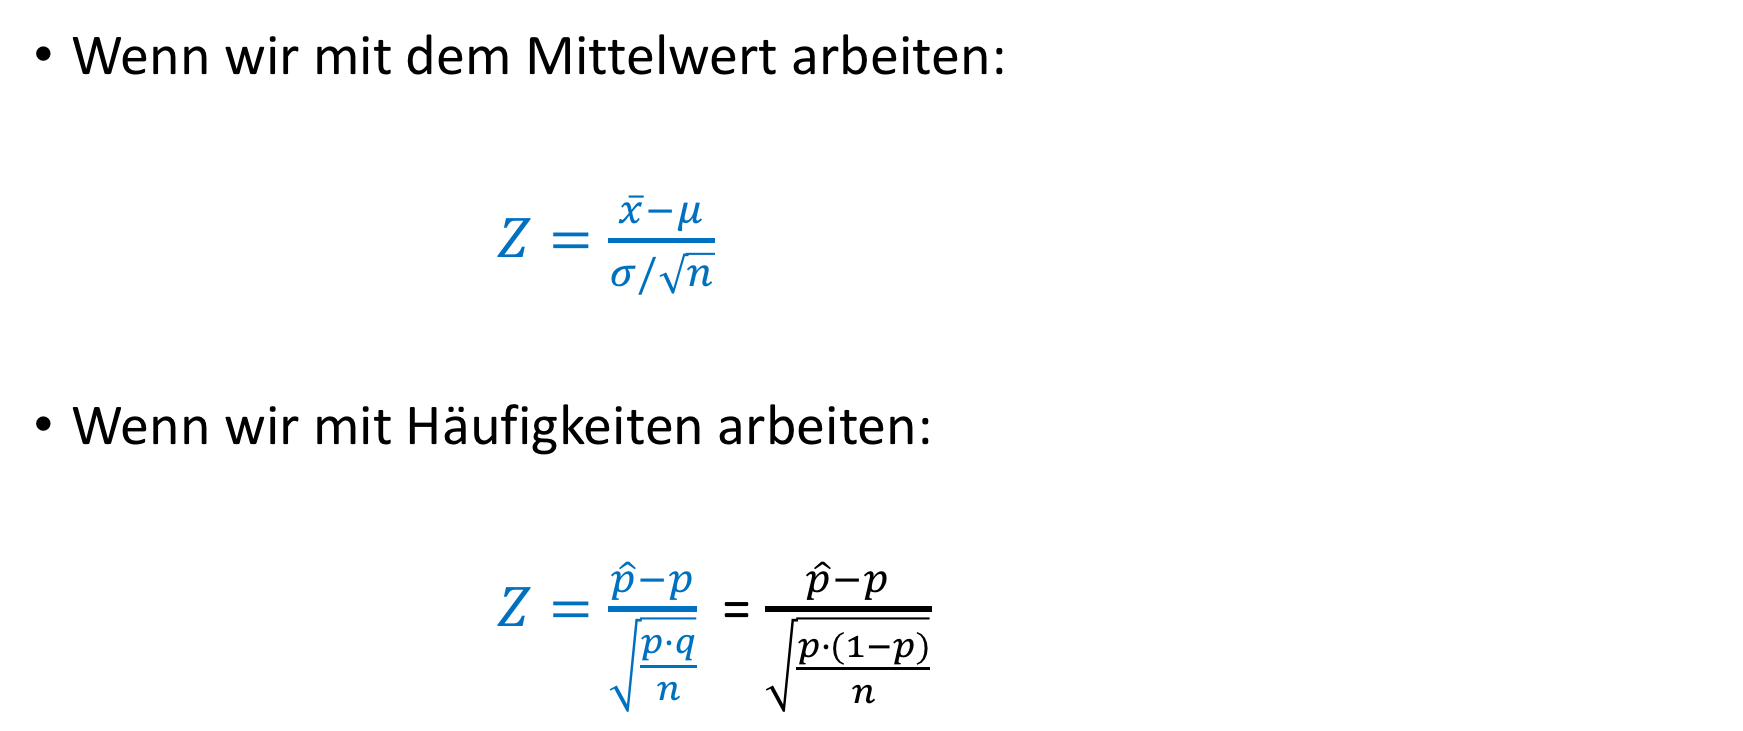 • Wenn wir mit dem Mittelwert arbeiten:
Z = (x̄−μ)/(σ/√n)
• Wenn wir mit Häufigkeiten arbeiten:
Z = (p̂−p)/√(p·q/n) = (p̂−p)/√(p·(1−p)/n)